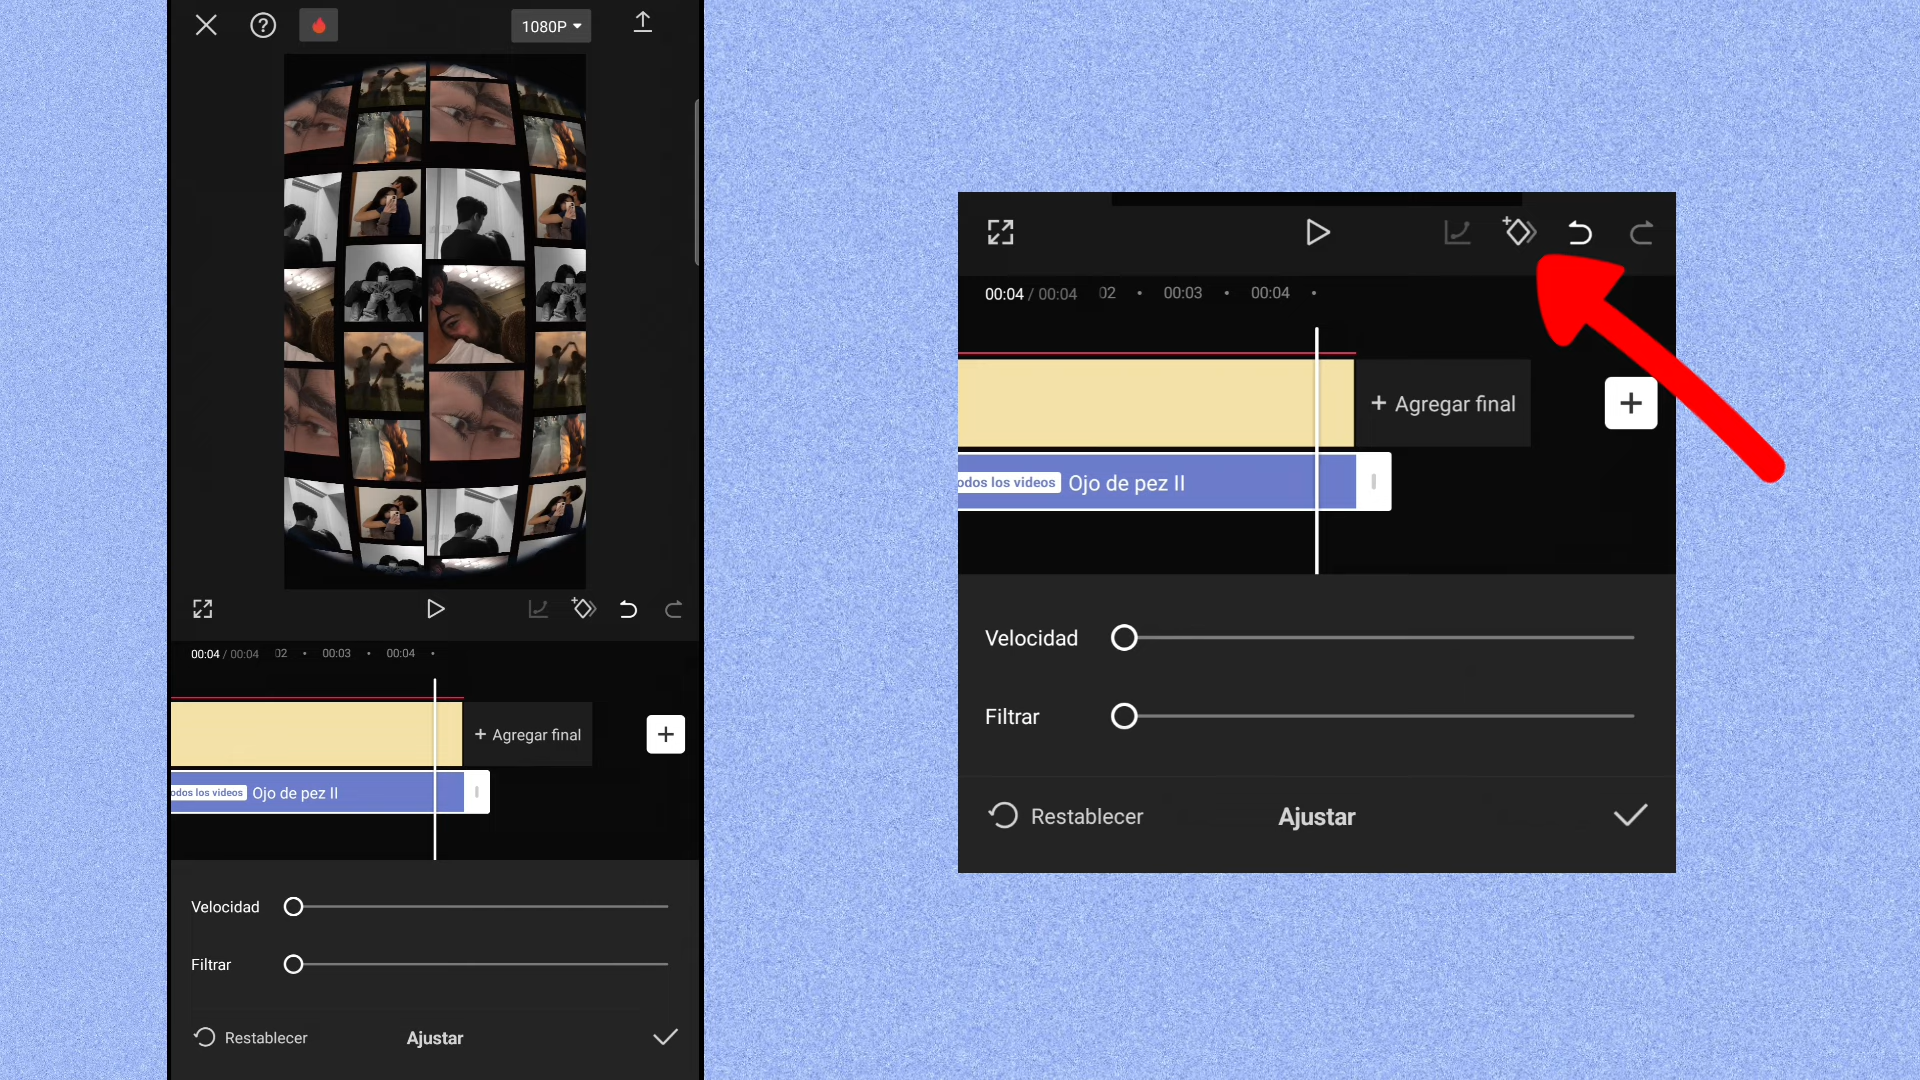 1080P
00:04 / 00:04 02 00:03 00:04
+ Agregar final
odos los videos Ojo de pez II
Velocidad
Filtrar
Restablecer Ajustar
00:04 / 00:04 02 00:03 00:04
+ Agregar final
odos los videos Ojo de pez II
Velocidad
Filtrar
Restablecer Ajustar